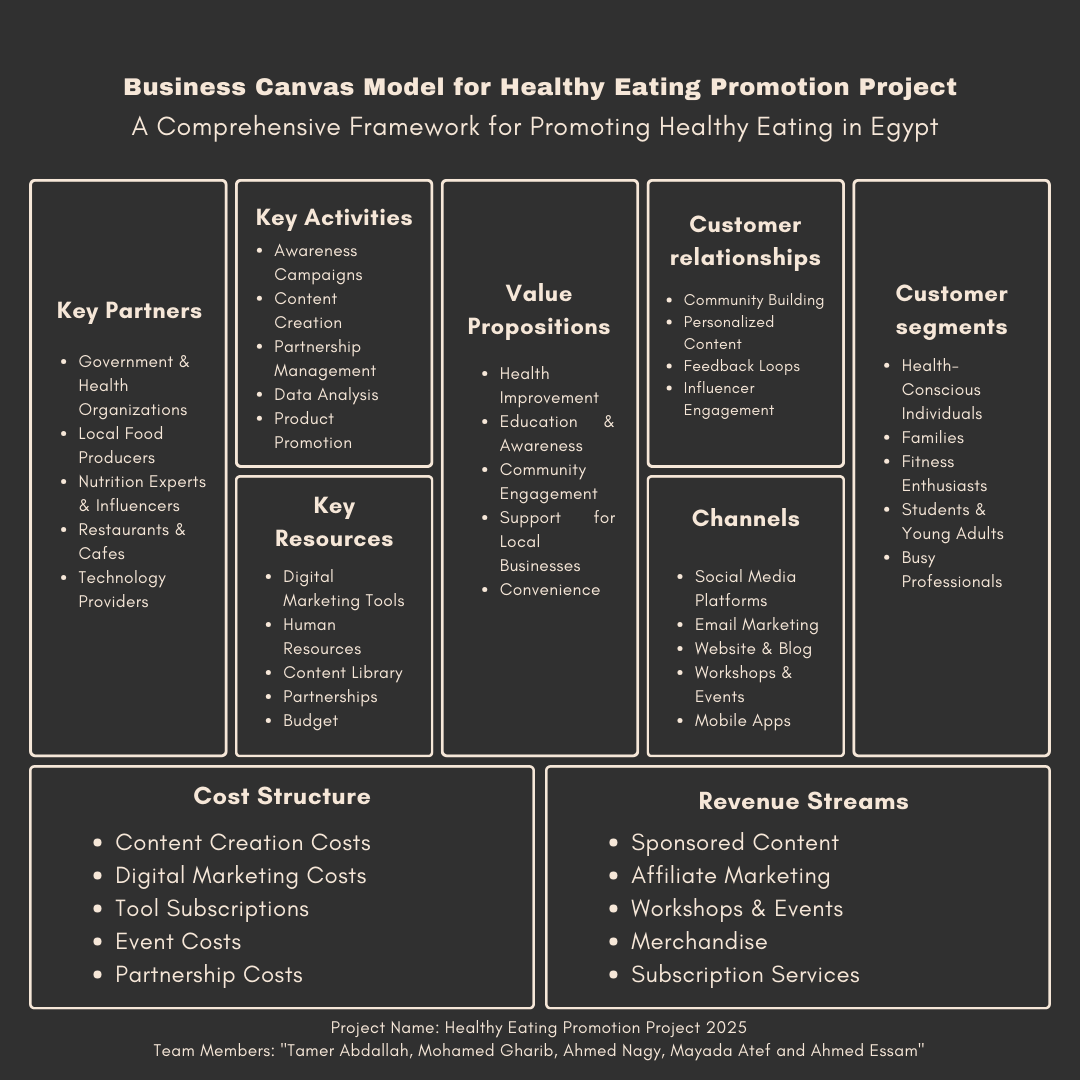 Business Canvas Model for Healthy Eating Promotion Project
A Comprehensive Framework for Promoting Healthy Eating in Egypt
Key Partners
Government &
Health
Organizations
Local Food
Producers
Nutrition Experts
& Influencers
Restaurants &
Cafes
Technology
Providers
Key Activities
Awareness
Campaigns
Content
Creation
Partnership
Management
Data Analysis
Product
Promotion
Key
Resources
Digital
Marketing Tools
Human
Resources
Content Library
Partnerships
Budget
Value
Propositions
Health
Improvement
Education &
Awareness
Community
Engagement
Support for
Local
Businesses
Convenience
Customer
relationships
Community Building
Personalized
Content
Feedback Loops
Influencer
Engagement
Channels
Social Media
Platforms
Email Marketing
Website & Blog
Workshops &
Events
Mobile Apps
Customer
segments
Health-
Conscious
Individuals
Families
Fitness
Enthusiasts
Students &
Young Adults
Busy
Professionals
Cost Structure
Content Creation Costs
Digital Marketing Costs
Tool Subscriptions
Event Costs
Partnership Costs
Revenue Streams
Sponsored Content
Affiliate Marketing
Workshops & Events
Merchandise
Subscription Services
Project Name: Healthy Eating Promotion Project 2025
Team Members: "Tamer Abdallah, Mohamed Gharib, Ahmed Nagy, Mayada Atef and Ahmed Essam"